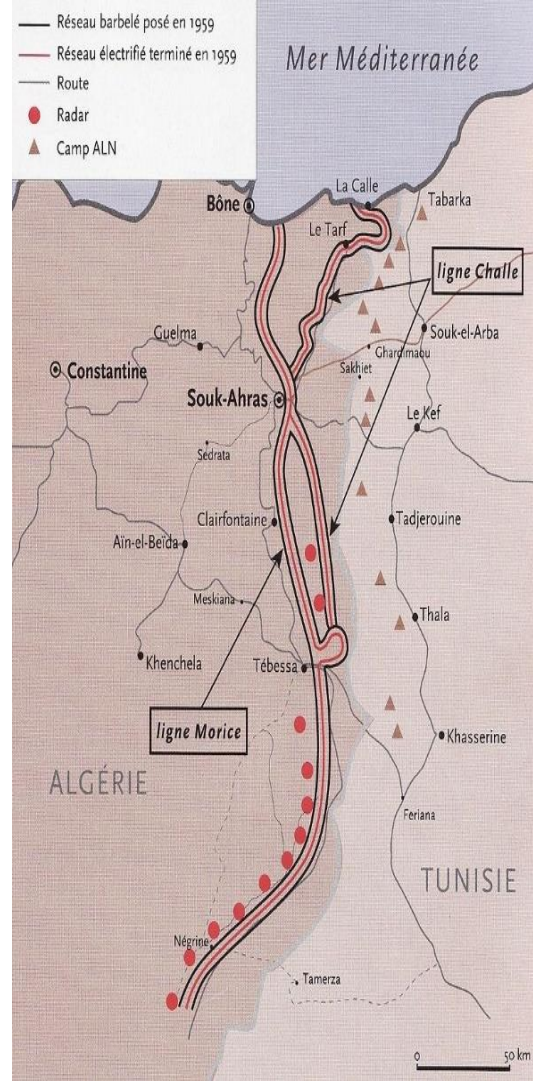 Réseau barbelé posé en 1959
Réseau électrifié terminé en 1959
Route
Radar
Camp ALN
Mer Méditerranée
La Calle
Tabarka
Bône
Le Tarf
ligne Challe
Guelma
Souk-el-Arba
Ghardimaou
Constantine
Sakhiet
Souk-Ahras
Le Kef
Sedrata
Clairfontaine
Tadjerouine
Aïn-el-Beïda
Meskiana
Thala
Khenchela
Tébessa
ligne Morice
Khasserine
ALGÉRIE
Feriana
TUNISIE
Négrine
Tamerza
0 50 km